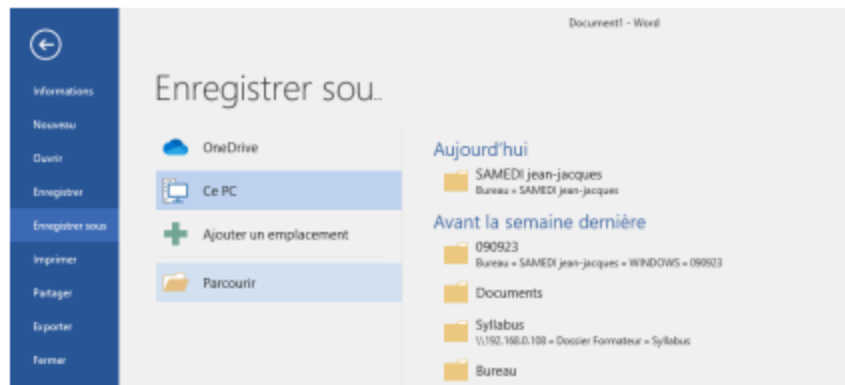 Document1 - Word
Informations
Nouveau
Ouvrir
Enregistrer
Enregistrer sous
Imprimer
Partager
Exporter
Fermer
Enregistrer sou...
OneDrive
Ce PC
Ajouter un emplacement
Parcourir
Aujourd'hui
SAMEDI jean-jacques
Bureau » SAMEDI jean-jacques
Avant la semaine dernière
090923
Bureau » SAMEDI jean-jacques » WINDOWS » 090923
Documents
Syllabus
\\192.168.0.108 » Dossier Formateur » Syllabus
Bureau